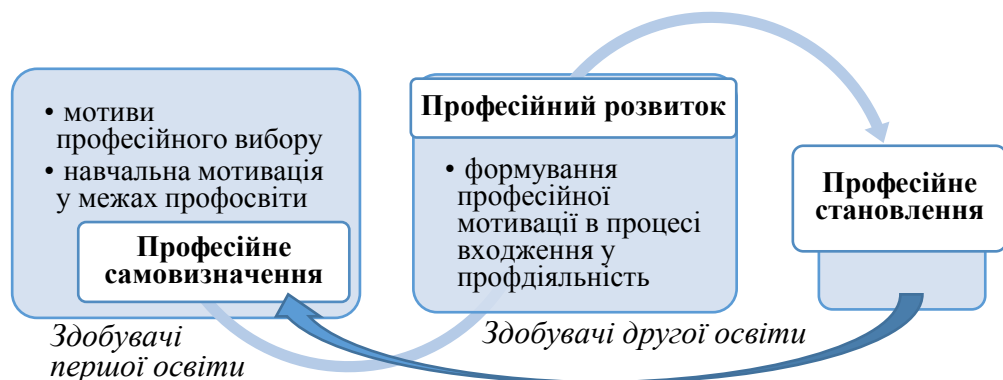 • мотиви
професійного вибору
• навчальна мотивація
у межах профосвіти
Професійне
самовизначення
Здобувачі
першої освіти
Професійний розвиток
• формування
професійної
мотивації в процесі
входження у
профдіяльність
Здобувачі другої освіти
Професійне
становлення